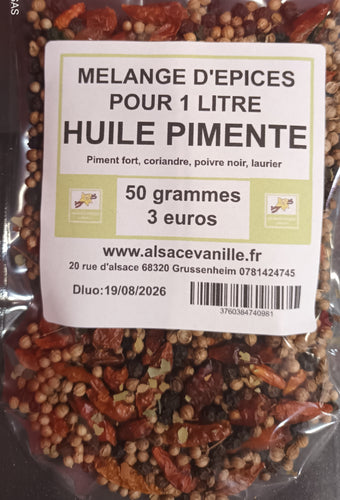 MELANGE D'EPICES
POUR 1 LITRE
HUILE PIMENTE
Piment fort, coriandre, poivre noir, laurier
50 grammes
3 euros
www.alsacevanille.fr
20 rue d'alsace 68320 Grussenheim 0781424745
Dluo:19/08/2026
3760384740981